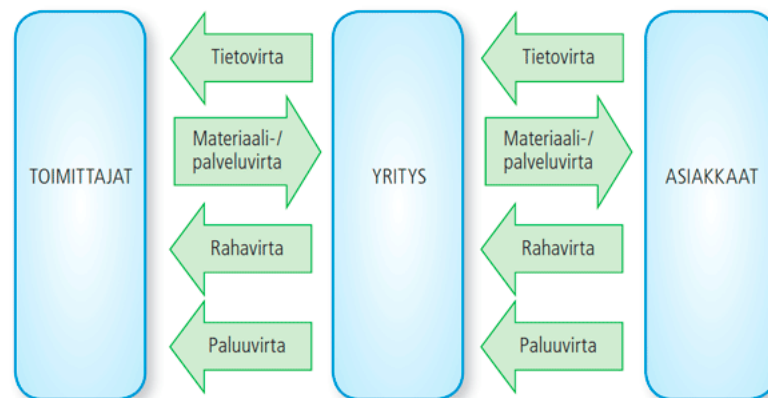 Tietovirta
Tietovirta
Materiaali-/
palveluvirta
Materiaali-/
palveluvirta
TOIMITTAJAT
YRITYS
ASIAKKAAT
Rahavirta
Rahavirta
Paluuvirta
Paluuvirta